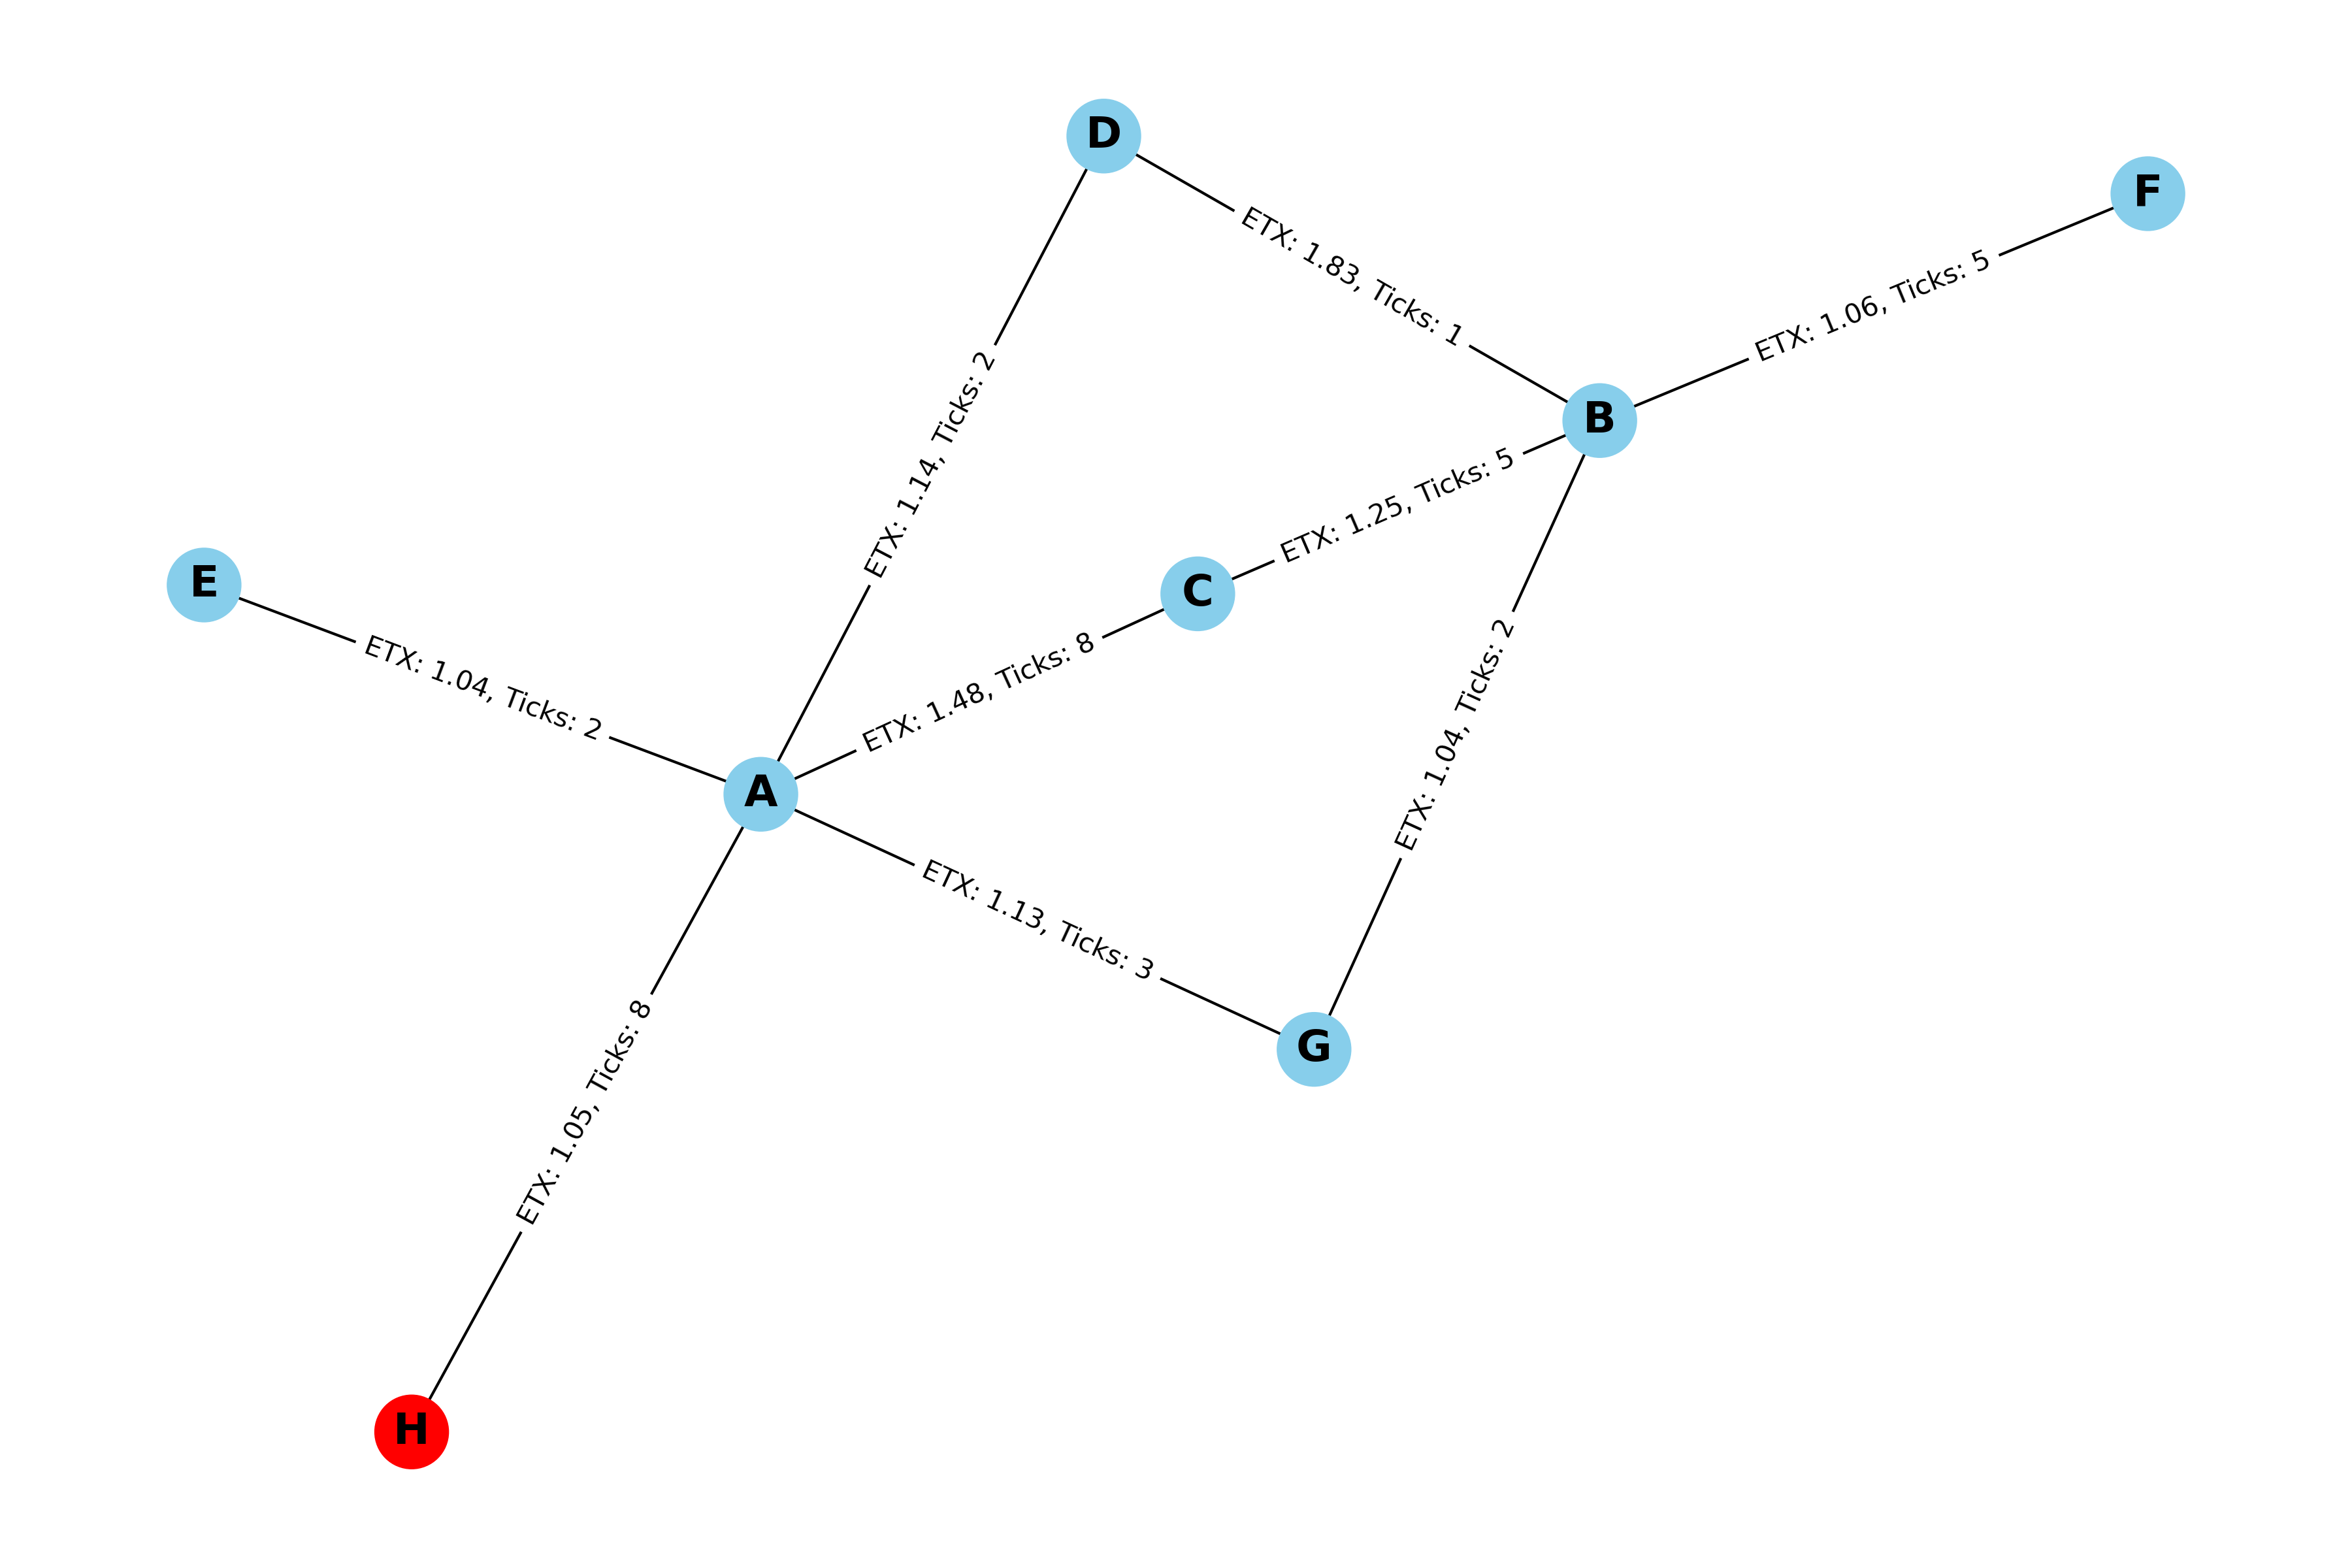 D
F
ETX: 1.83, Ticks: 1
ETX: 1.06, Ticks: 5
B
ETX: 1.14, Ticks: 2
ETX: 1.25, Ticks: 5
E
C
ETX: 1.04, Ticks: 2
ETX: 1.48, Ticks: 8
ETX: 1.04, Ticks: 2
A
ETX: 1.13, Ticks: 3
G
ETX: 1.05, Ticks: 8
H